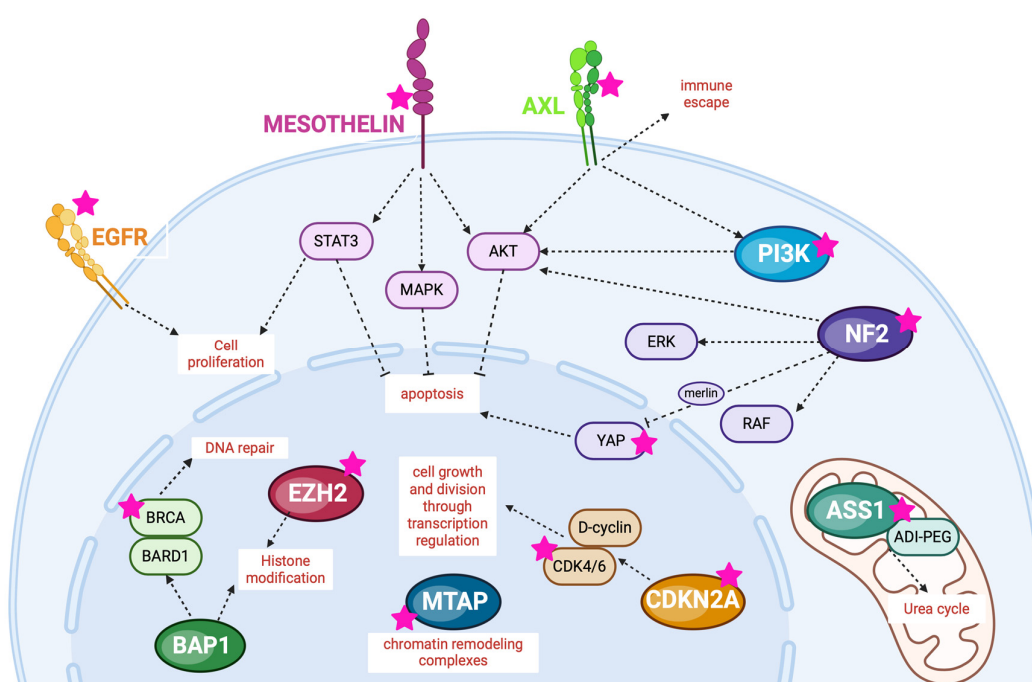 immune
escape
AXL
MESOTHELIN
EGFR
STAT3
AKT
PI3K
MAPK
NF2
ERK
Cell
proliferation
apoptosis
merlin
RAF
YAP
DNA repair
EZH2
cell growth
and division
through
transcription
regulation
BRCA
BARD1
D-cyclin
CDK4/6
ASS1
ADI-PEG
Histone
modification
MTAP
CDKN2A
Urea cycle
BAP1
chromatin remodeling
complexes